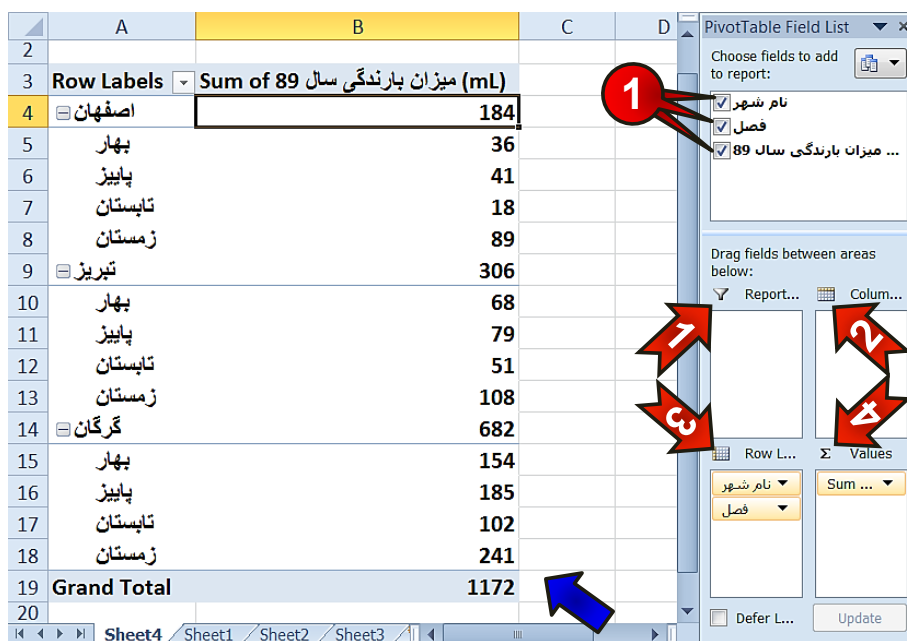 A B C D
2
3 Row Labels Sum of 89 میزان بارندگی سال (mL)
4 اصفهان 184
5 بهار 36
6 پاییز 41
7 تابستان 18
8 زمستان 89
9 تبریز 306
10 بهار 68
11 پاییز 79
12 تابستان 51
13 زمستان 108
14 گرگان 682
15 بهار 154
16 پاییز 185
17 تابستان 102
18 زمستان 241
19 Grand Total 1172
20
Sheet4 Sheet1 Sheet2 Sheet3
PivotTable Field List
Choose fields to add
to report:
1
نام شهر
فصل
میزان بارندگی سال 89 ...
Drag fields between areas
below:
Report... Colum...
1 2
3 4
Row L... Σ Values
نام شهر Sum ...
فصل
Defer L... Update